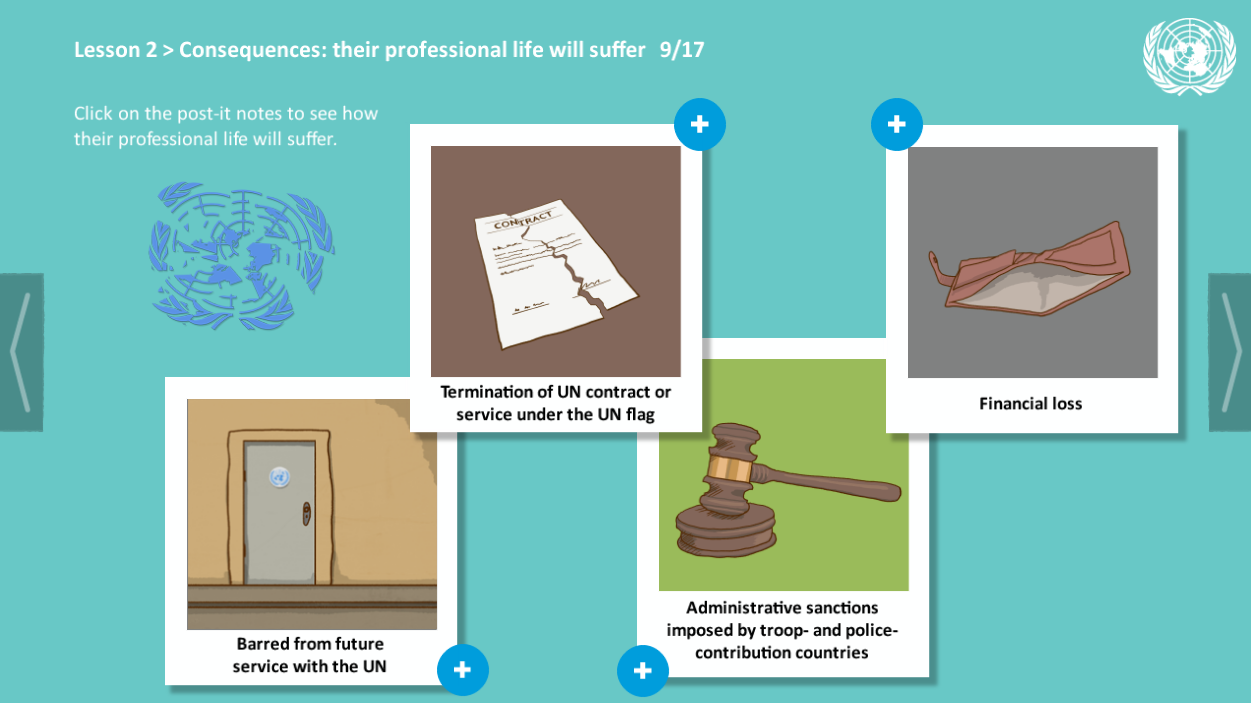 Lesson 2 > Consequences: their professional life will suffer 9/17
Click on the post-it notes to see how
their professional life will suffer.
CONTRACT
Termination of UN contract or
service under the UN flag
Financial loss
Barred from future
service with the UN
Administrative sanctions
imposed by troop- and police-
contribution countries